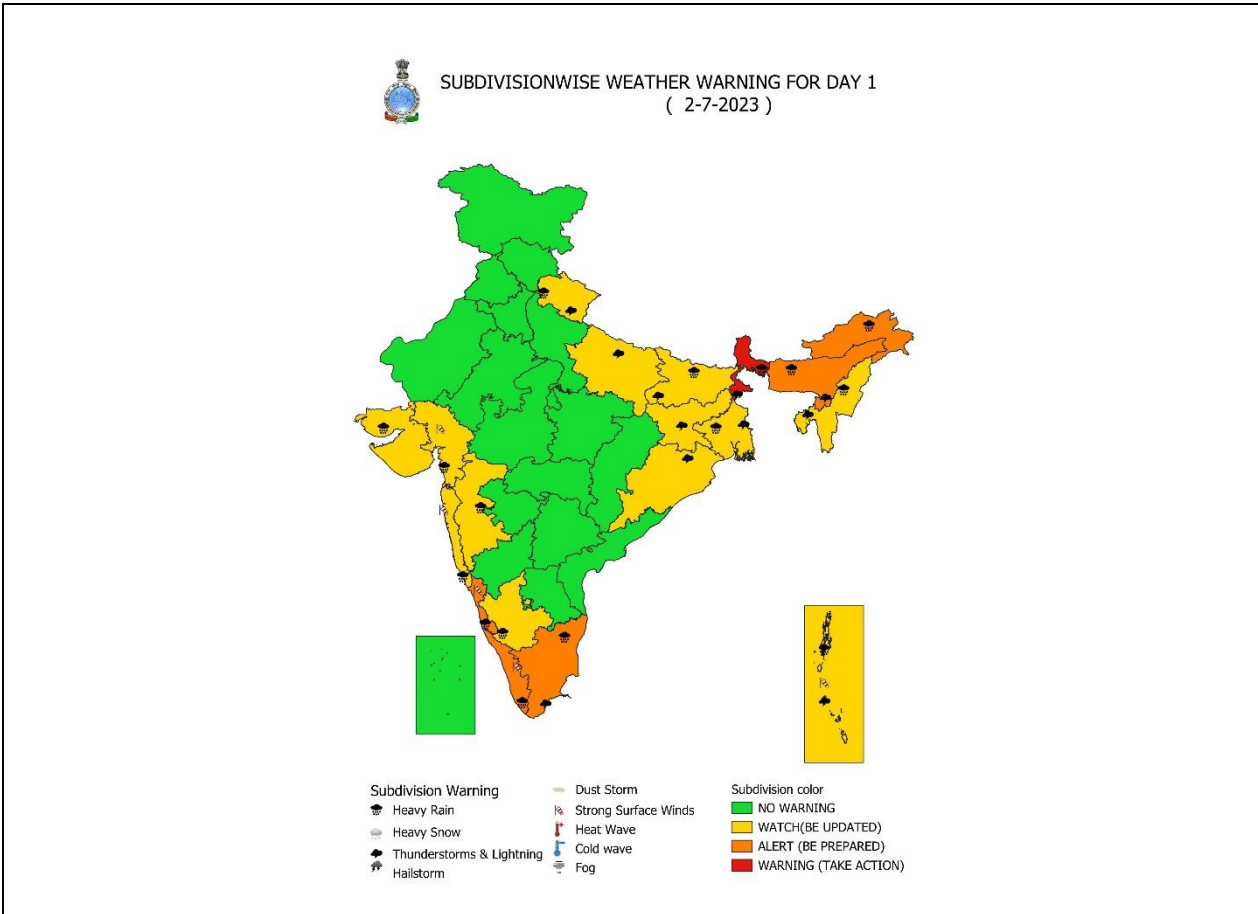 SUBDIVISIONWISE WEATHER WARNING FOR DAY 1
( 2-7-2023 )
Subdivision Warning
Heavy Rain
Heavy Snow
Thunderstorms & Lightning
Hailstorm
Dust Storm
Strong Surface Winds
Heat Wave
Cold wave
Fog
Subdivision color
NO WARNING
WATCH(BE UPDATED)
ALERT (BE PREPARED)
WARNING (TAKE ACTION)